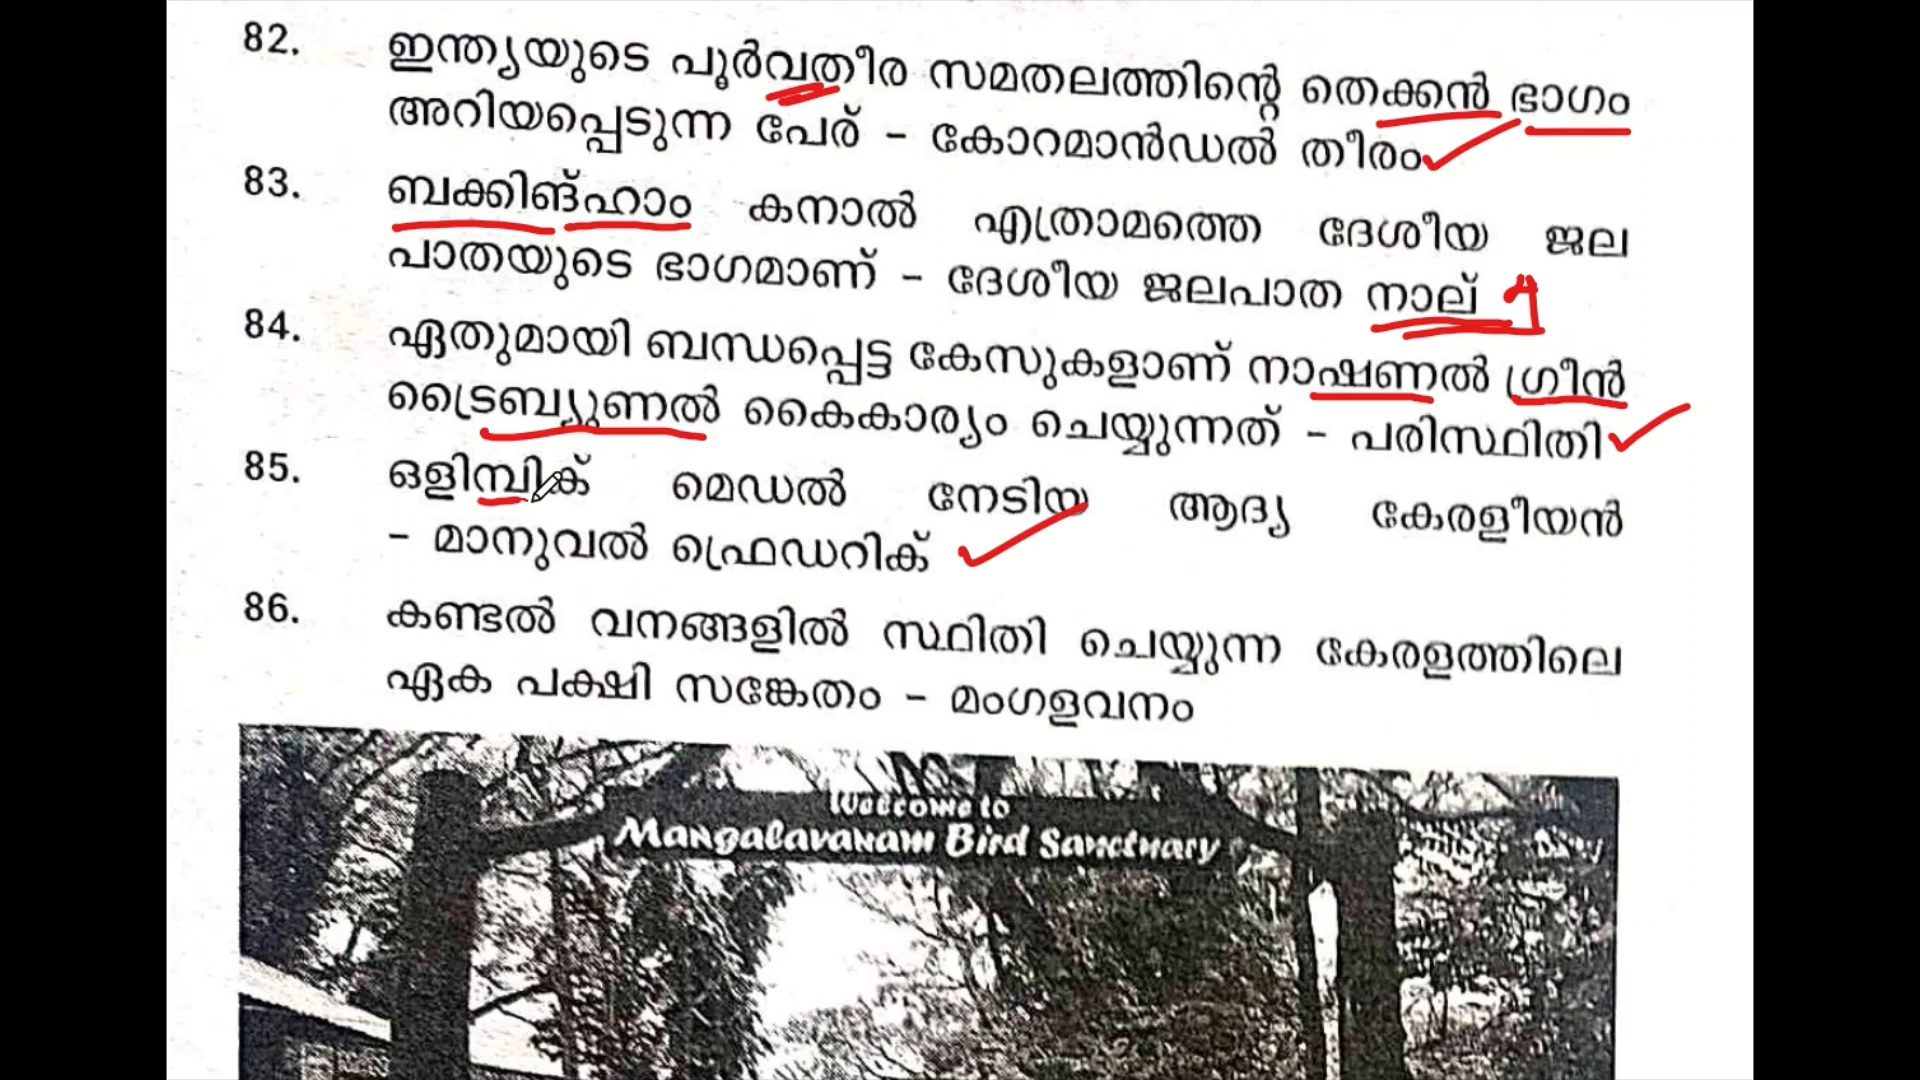 82. ഇന്ത്യയുടെ പൂർവതീര സമതലത്തിന്റെ തെക്കൻ ഭാഗം
അറിയപ്പെടുന്ന പേര് – കോറമാൻഡൽ തീരം
83. ബക്കിങ്ഹാം കനാൽ എത്രാമത്തെ ദേശീയ ജല
പാതയുടെ ഭാഗമാണ് – ദേശീയ ജലപാത നാല് 4
84. ഏതുമായി ബന്ധപ്പെട്ട കേസുകളാണ് നാഷണൽ ഗ്രീൻ
ട്രൈബ്യുണൽ കൈകാര്യം ചെയ്യുന്നത് – പരിസ്ഥിതി
85. ഒളിമ്പിക് മെഡൽ നേടിയ ആദ്യ കേരളീയൻ
– മാനുവൽ ഫ്രെഡറിക്
86. കണ്ടൽ വനങ്ങളിൽ സ്ഥിതി ചെയ്യുന്ന കേരളത്തിലെ
ഏക പക്ഷി സങ്കേതം – മംഗളവനം
Welcome to
Mangalavanam Bird Sanctuary